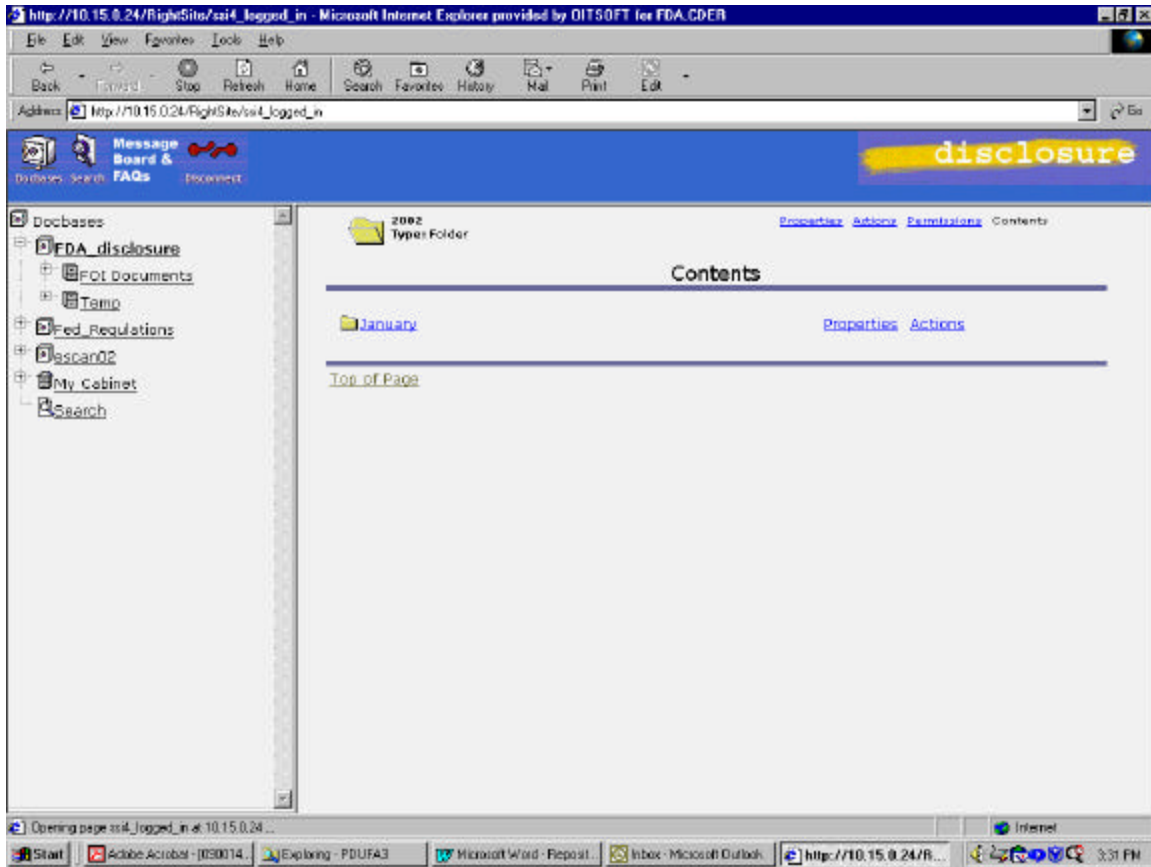 http://10.15.0.24/RightSite/ssi4_logged_in - Microsoft Internet Explorer provided by OITSOFT for FDA.CDER
File Edit View Favorites Tools Help
Back Forward Stop Refresh Home Search Favorites History Mail Print Edit
Address http://10.15.0.24/RightSite/ssi4_logged_in Go
Docbases Search Message Board & FAQs Disconnect
disclosure
Docbases
FDA_disclosure
FOI Documents
Temp
Fed_Regulations
ascan02
My Cabinet
Search
2002
Type: Folder
Properties Actions Permissions Contents
Contents
January Properties Actions
Top of Page
Opening page ssi4_logged_in at 10.15.0.24... Internet
Start Adobe Acrobat - [090014... Exploring - PDUFA3 Microsoft Word - Reposit... Inbox - Microsoft Outlook http://10.15.0.24/R... 3:31 PM